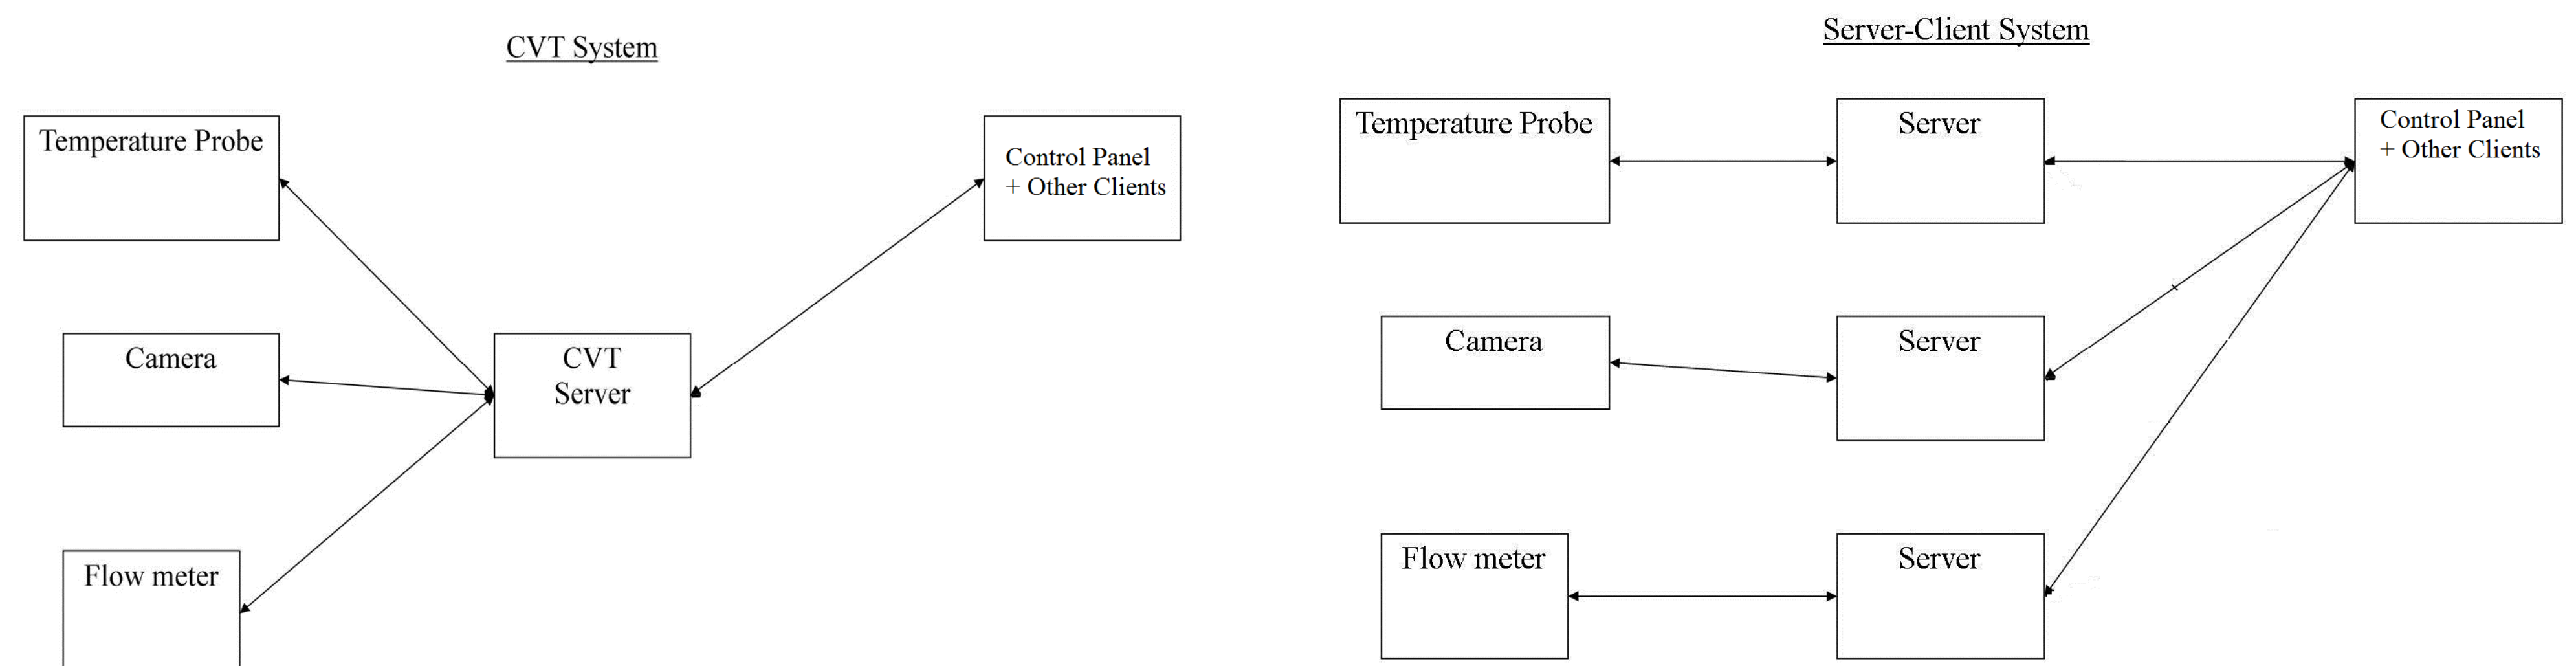 CVT System
Temperature Probe
Camera
Flow meter
CVT
Server
Control Panel
+ Other Clients
Server-Client System
Temperature Probe
Server
Control Panel
+ Other Clients
Camera
Server
Flow meter
Server